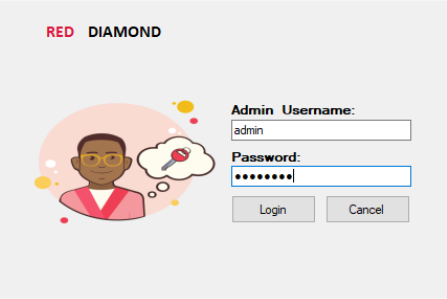 RED DIAMOND
Admin Username:
admin
Password:
●●●●●●●●
Login Cancel